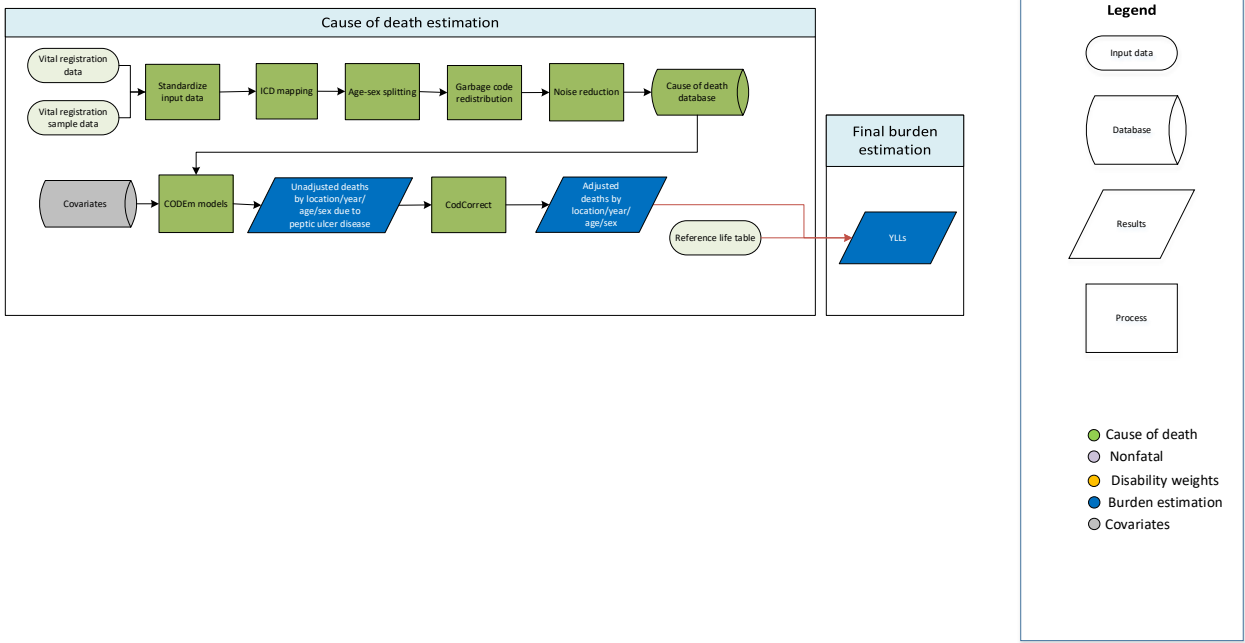 Cause of death estimation
Vital registration
data
Vital registration
sample data
Standardize
input data
ICD mapping
Age-sex splitting
Garbage code
redistribution
Noise reduction
Cause of death
database
Covariates
CODEm models
Unadjusted deaths
by location/year/
age/sex due to
peptic ulcer disease
CodCorrect
Adjusted
deaths by
location/year/
age/sex
Reference life table
Final burden
estimation
YLLs
Legend
Input data
Database
Results
Process
Cause of death
Nonfatal
Disability weights
Burden estimation
Covariates